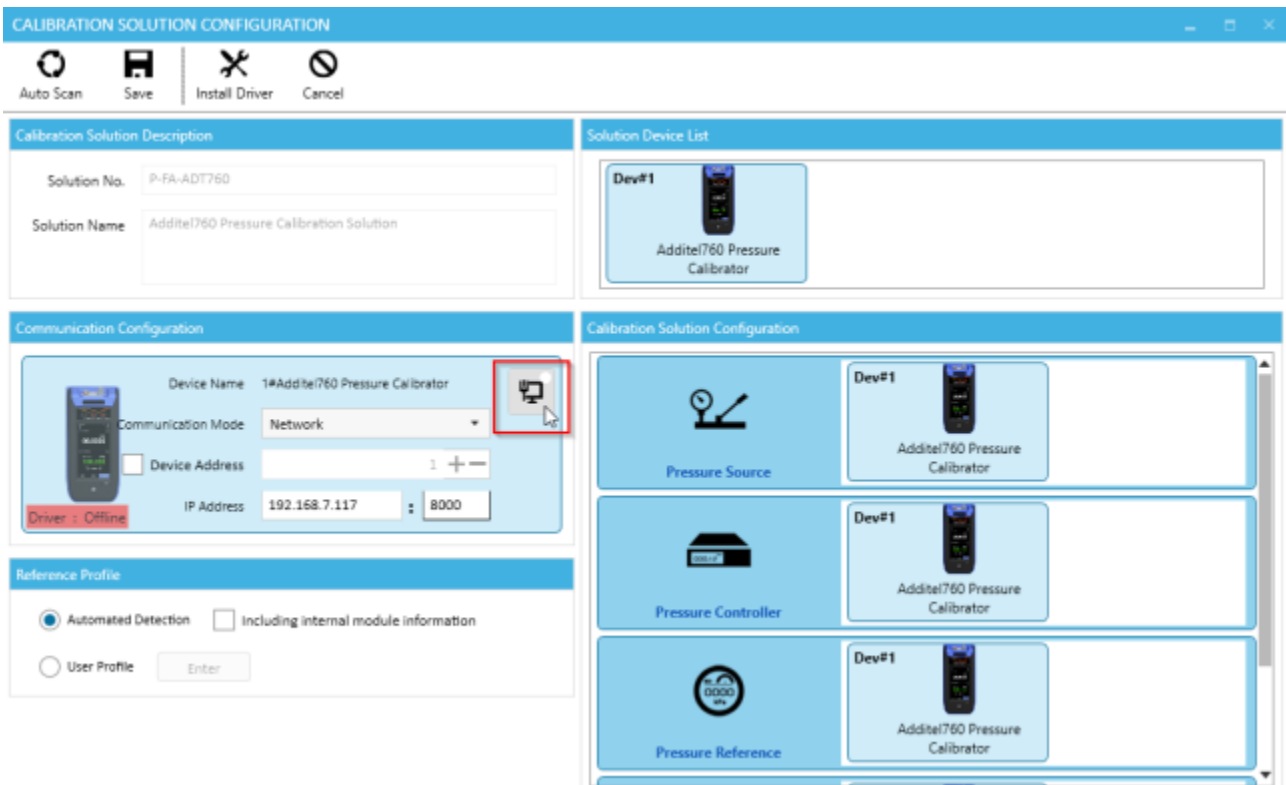 CALIBRATION SOLUTION CONFIGURATION
Auto Scan
Save
Install Driver
Cancel
Calibration Solution Description
Solution No.
P-FA-ADT760
Solution Name
Additel760 Pressure Calibration Solution
Solution Device List
Dev#1
Additel760 Pressure
Calibrator
Communication Configuration
Device Name
1#Additel760 Pressure Calibrator
Communication Mode
Network
Device Address
1
IP Address
192.168.7.117
:
8000
Driver : Offline
Reference Profile
Automated Detection
Including internal module information
User Profile
Enter
Calibration Solution Configuration
Pressure Source
Dev#1
Additel760 Pressure
Calibrator
Pressure Controller
Dev#1
Additel760 Pressure
Calibrator
0000
Pressure Reference
Dev#1
Additel760 Pressure
Calibrator